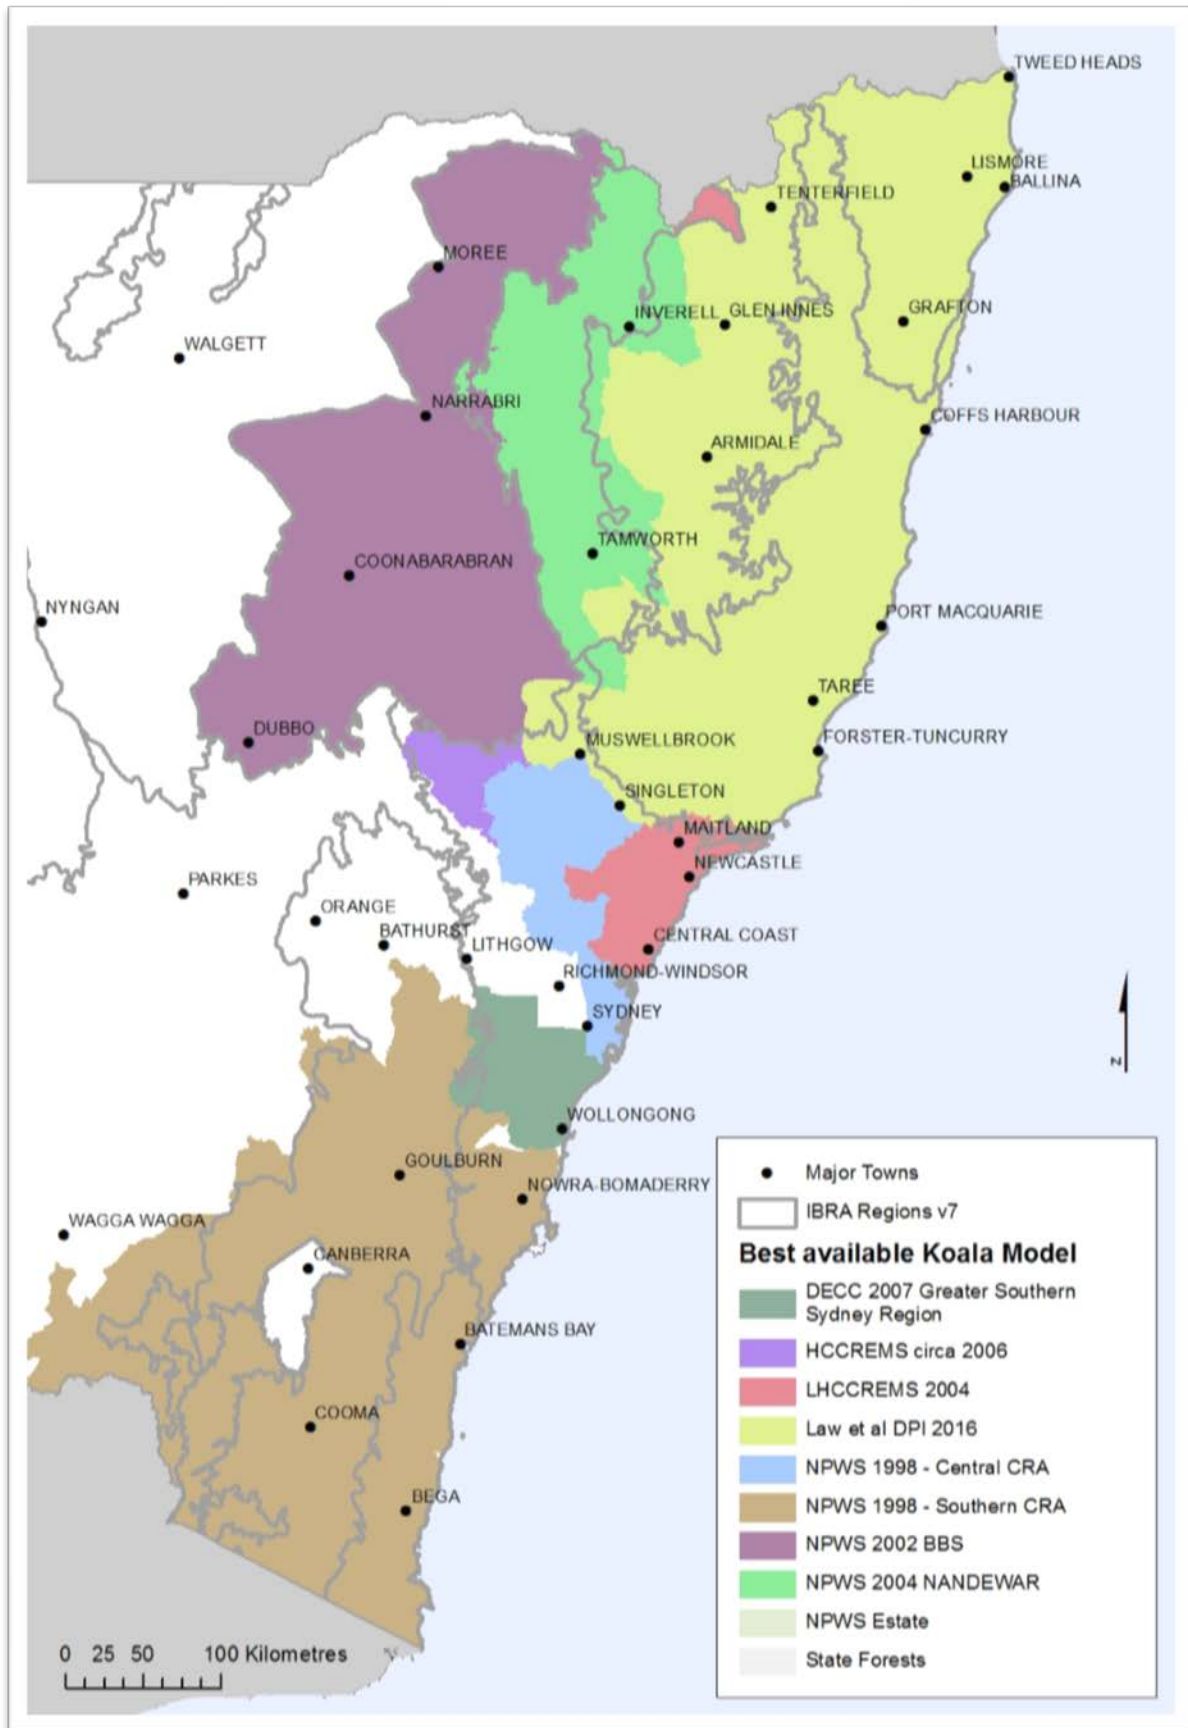 TWEED HEADS
LISMORE
BALLINA
TENTERFIELD
MOREE
INVERELL
GLEN INNES
GRAFTON
WALGETT
NARRABRI
COFFS HARBOUR
ARMIDALE
TAMWORTH
COONABARABRAN
NYNGAN
PORT MACQUARIE
TAREE
DUBBO
MUSWELLBROOK
FORSTER-TUNCURRY
SINGLETON
MAITLAND
NEWCASTLE
PARKES
ORANGE
BATHURST
LITHGOW
CENTRAL COAST
RICHMOND-WINDSOR
SYDNEY
WOLLONGONG
GOULBURN
NOWRA-BOMADERRY
WAGGA WAGGA
CANBERRA
BATEMANS BAY
COOMA
BEGA
N
Major Towns
IBRA Regions v7
Best available Koala Model
DECC 2007 Greater Southern
Sydney Region
HCCREMS circa 2006
LHCCREMS 2004
Law et al DPI 2016
NPWS 1998 - Central CRA
NPWS 1998 - Southern CRA
NPWS 2002 BBS
NPWS 2004 NANDEWAR
NPWS Estate
State Forests
0 25 50 100 Kilometres